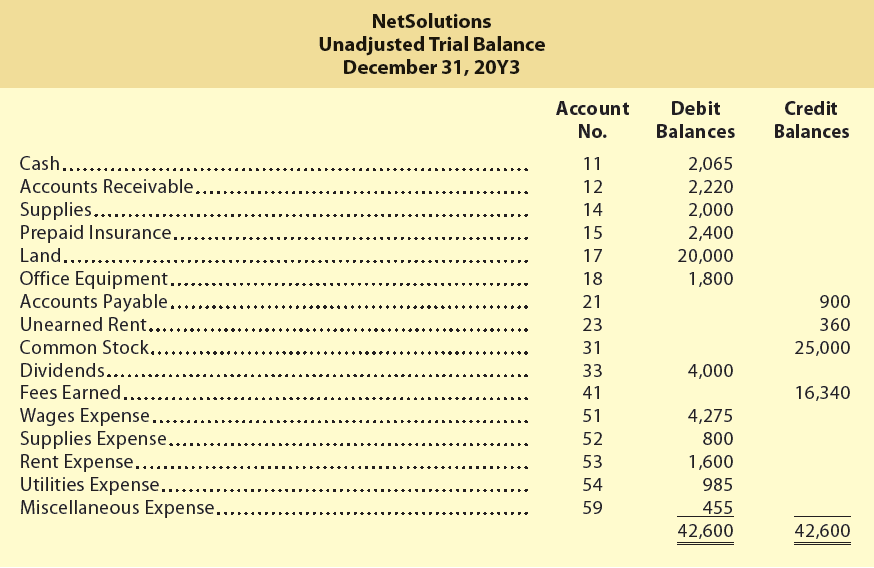 NetSolutions
Unadjusted Trial Balance
December 31, 20Y3
Account Debit Credit
No. Balances Balances
Cash 11 2,065
Accounts Receivable 12 2,220
Supplies 14 2,000
Prepaid Insurance 15 2,400
Land 17 20,000
Office Equipment 18 1,800
Accounts Payable 21 900
Unearned Rent 23 360
Common Stock 31 25,000
Dividends 33 4,000
Fees Earned 41 16,340
Wages Expense 51 4,275
Supplies Expense 52 800
Rent Expense 53 1,600
Utilities Expense 54 985
Miscellaneous Expense 59 455
42,600 42,600